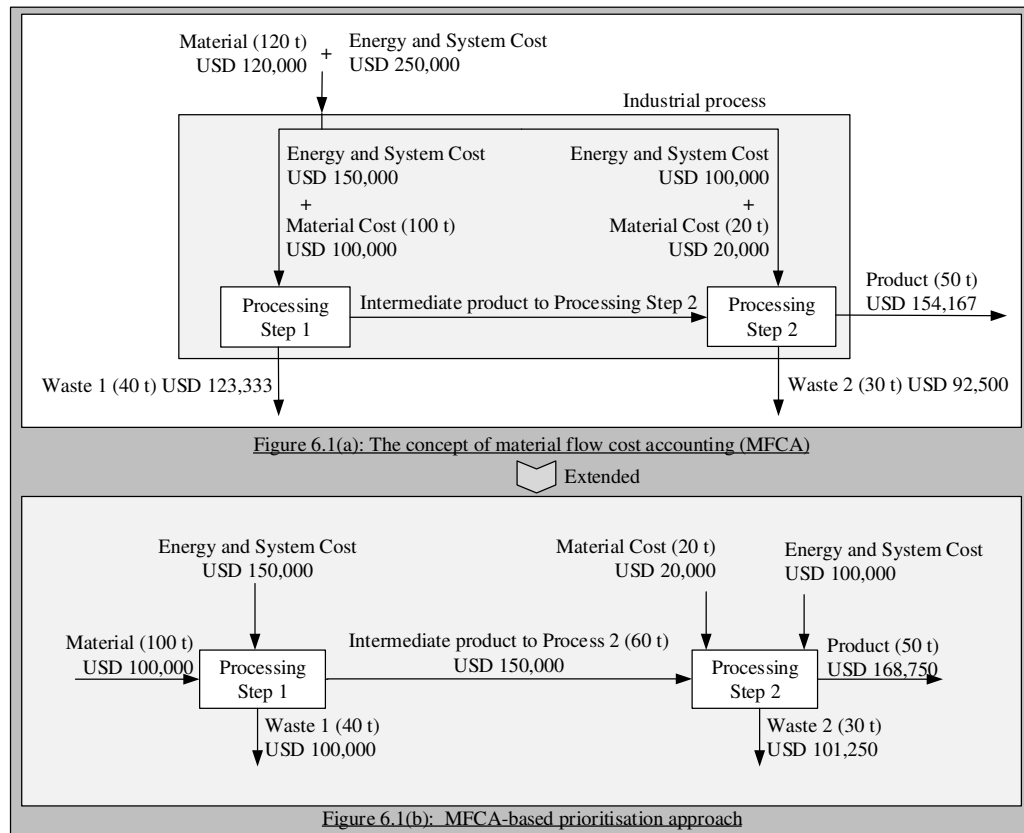 Material (120 t)
USD 120,000
+
Energy and System Cost
USD 250,000
Industrial process
Energy and System Cost
USD 150,000
+
Material Cost (100 t)
USD 100,000
Energy and System Cost
USD 100,000
+
Material Cost (20 t)
USD 20,000
Processing
Step 1
Intermediate product to Processing Step 2
Processing
Step 2
Product (50 t)
USD 154,167
Waste 1 (40 t) USD 123,333
Waste 2 (30 t) USD 92,500
Figure 6.1(a): The concept of material flow cost accounting (MFCA)
Extended
Energy and System Cost
USD 150,000
Material Cost (20 t)
USD 20,000
Energy and System Cost
USD 100,000
Material (100 t)
USD 100,000
Processing
Step 1
Intermediate product to Process 2 (60 t)
USD 150,000
Processing
Step 2
Product (50 t)
USD 168,750
Waste 1 (40 t)
USD 100,000
Waste 2 (30 t)
USD 101,250
Figure 6.1(b): MFCA-based prioritisation approach